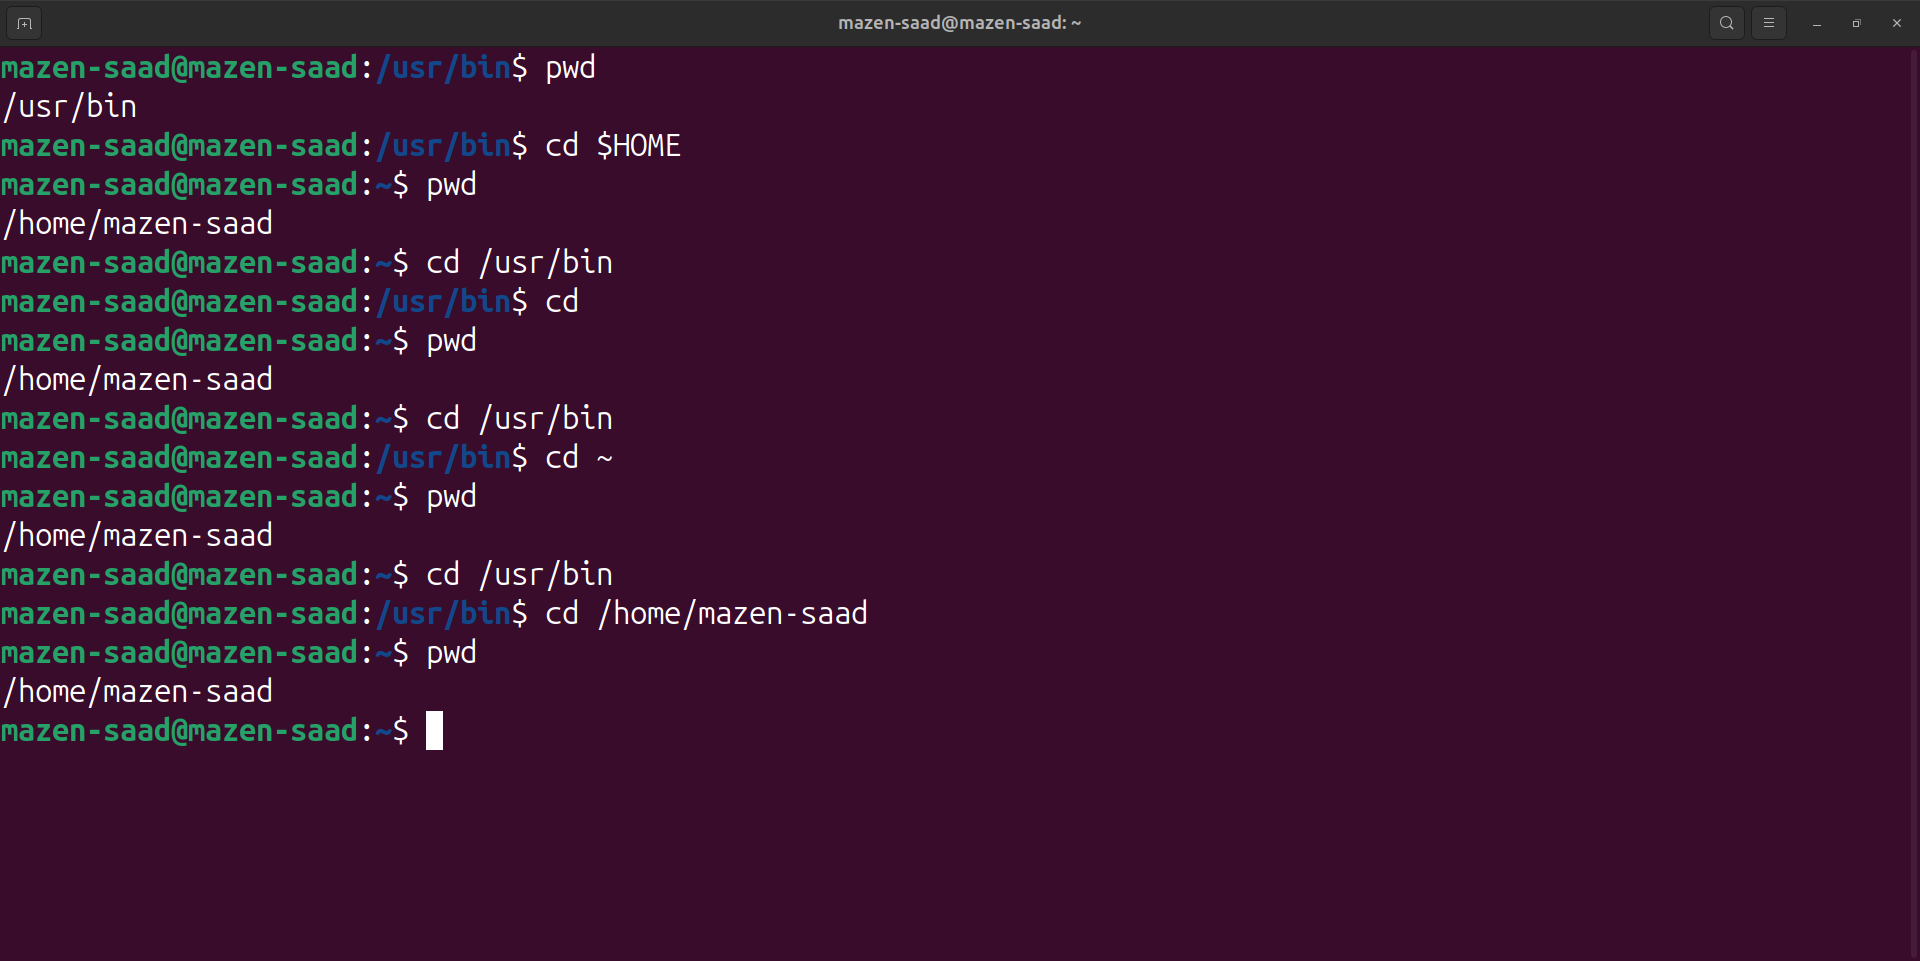 mazen-saad@mazen-saad: ~
mazen-saad@mazen-saad:/usr/bin$ pwd
/usr/bin
mazen-saad@mazen-saad:/usr/bin$ cd $HOME
mazen-saad@mazen-saad:~$ pwd
/home/mazen-saad
mazen-saad@mazen-saad:~$ cd /usr/bin
mazen-saad@mazen-saad:/usr/bin$ cd
mazen-saad@mazen-saad:~$ pwd
/home/mazen-saad
mazen-saad@mazen-saad:~$ cd /usr/bin
mazen-saad@mazen-saad:/usr/bin$ cd ~
mazen-saad@mazen-saad:~$ pwd
/home/mazen-saad
mazen-saad@mazen-saad:~$ cd /usr/bin
mazen-saad@mazen-saad:/usr/bin$ cd /home/mazen-saad
mazen-saad@mazen-saad:~$ pwd
/home/mazen-saad
mazen-saad@mazen-saad:~$